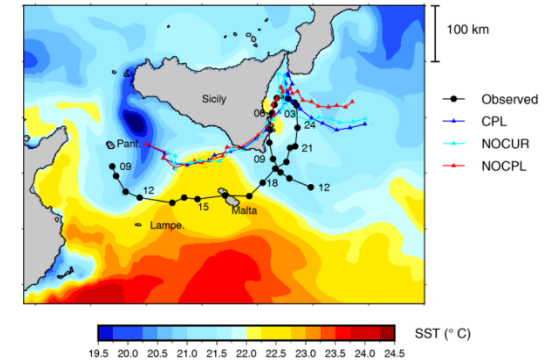 100 km
Sicily
Observed
CPL
NOCUR
NOCPL
06
03
24
Pant.
21
09
09
18
12
12
15
Malta
Lampe.
SST (° C)
19.5 20.0 20.5 21.0 21.5 22.0 22.5 23.0 23.5 24.0 24.5